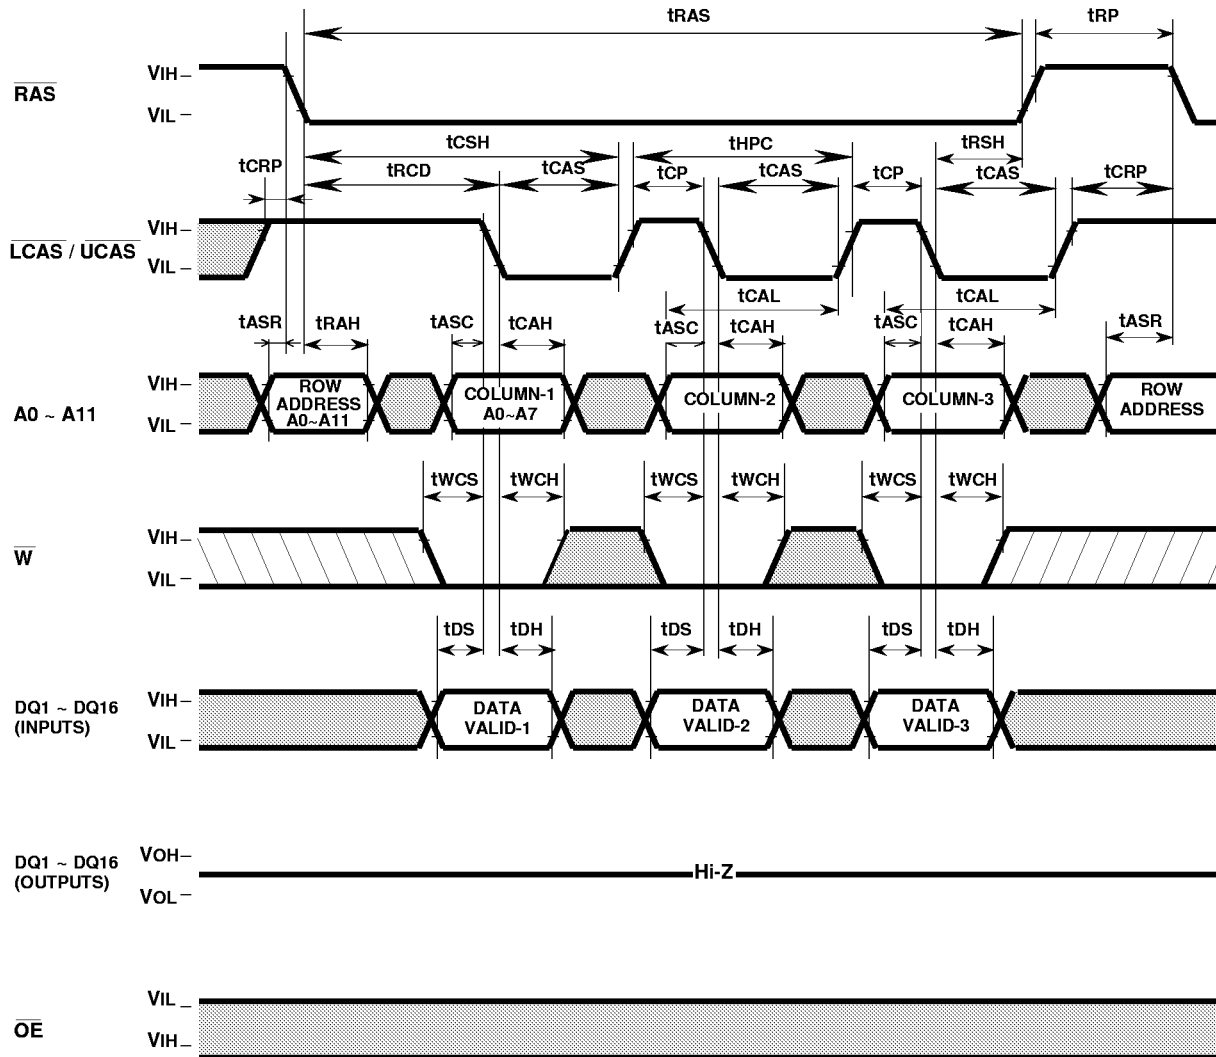 tRAS
tRP
RAS
VIH
VIL
tCSH
tHPC
tRSH
tCRP
tRCD
tCAS
tCP
tCAS
tCP
tCAS
tCRP
LCAS / UCAS
VIH
VIL
tCAL
tCAL
tASR
tRAH
tASC
tCAH
tASC
tCAH
tASC
tCAH
tASR
A0 ~ A11
VIH
VIL
ROW
ADDRESS
A0~A11
COLUMN-1
A0~A7
COLUMN-2
COLUMN-3
ROW
ADDRESS
tWCS
tWCH
tWCS
tWCH
tWCS
tWCH
W
VIH
VIL
tDS
tDH
tDS
tDH
tDS
tDH
DQ1 ~ DQ16
(INPUTS)
VIH
VIL
DATA
VALID-1
DATA
VALID-2
DATA
VALID-3
DQ1 ~ DQ16
(OUTPUTS)
VOH
VOL
Hi-Z
OE
VIL
VIH